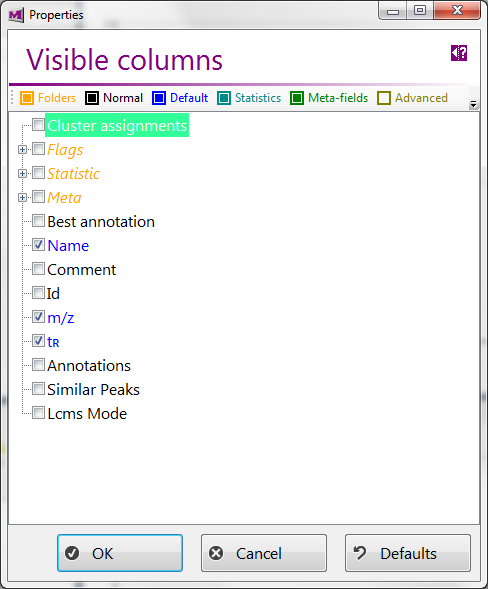 Properties
Visible columns
Folders Normal Default Statistics Meta-fields Advanced
Cluster assignments
Flags
Statistic
Meta
Best annotation
Name
Comment
Id
m/z
tʀ
Annotations
Similar Peaks
Lcms Mode
OK Cancel Defaults